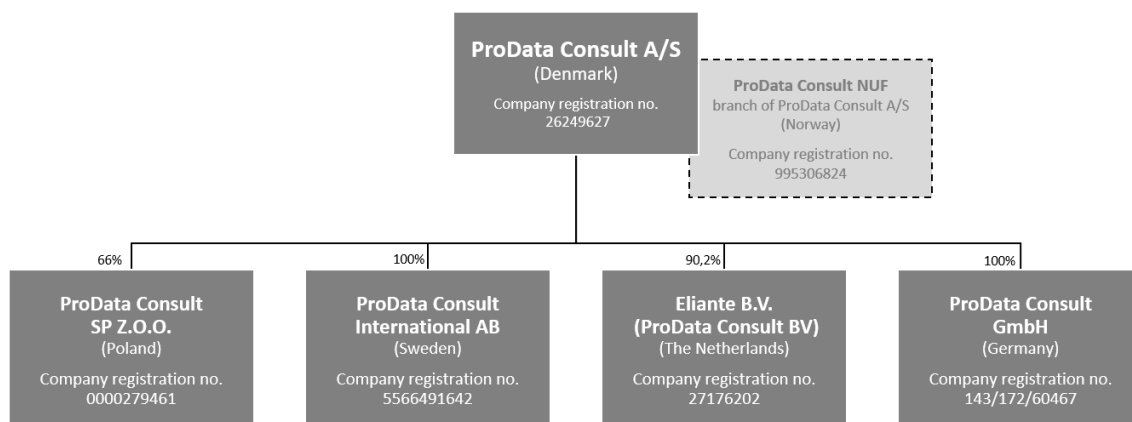 ProData Consult A/S
(Denmark)
Company registration no.
26249627
ProData Consult NUF
branch of ProData Consult A/S
(Norway)
Company registration no.
995306824
66%
100%
90,2%
100%
ProData Consult
SP Z.O.O.
(Poland)
Company registration no.
0000279461
ProData Consult
International AB
(Sweden)
Company registration no.
5566491642
Eliante B.V.
(ProData Consult BV)
(The Netherlands)
Company registration no.
27176202
ProData Consult
GmbH
(Germany)
Company registration no.
143/172/60467